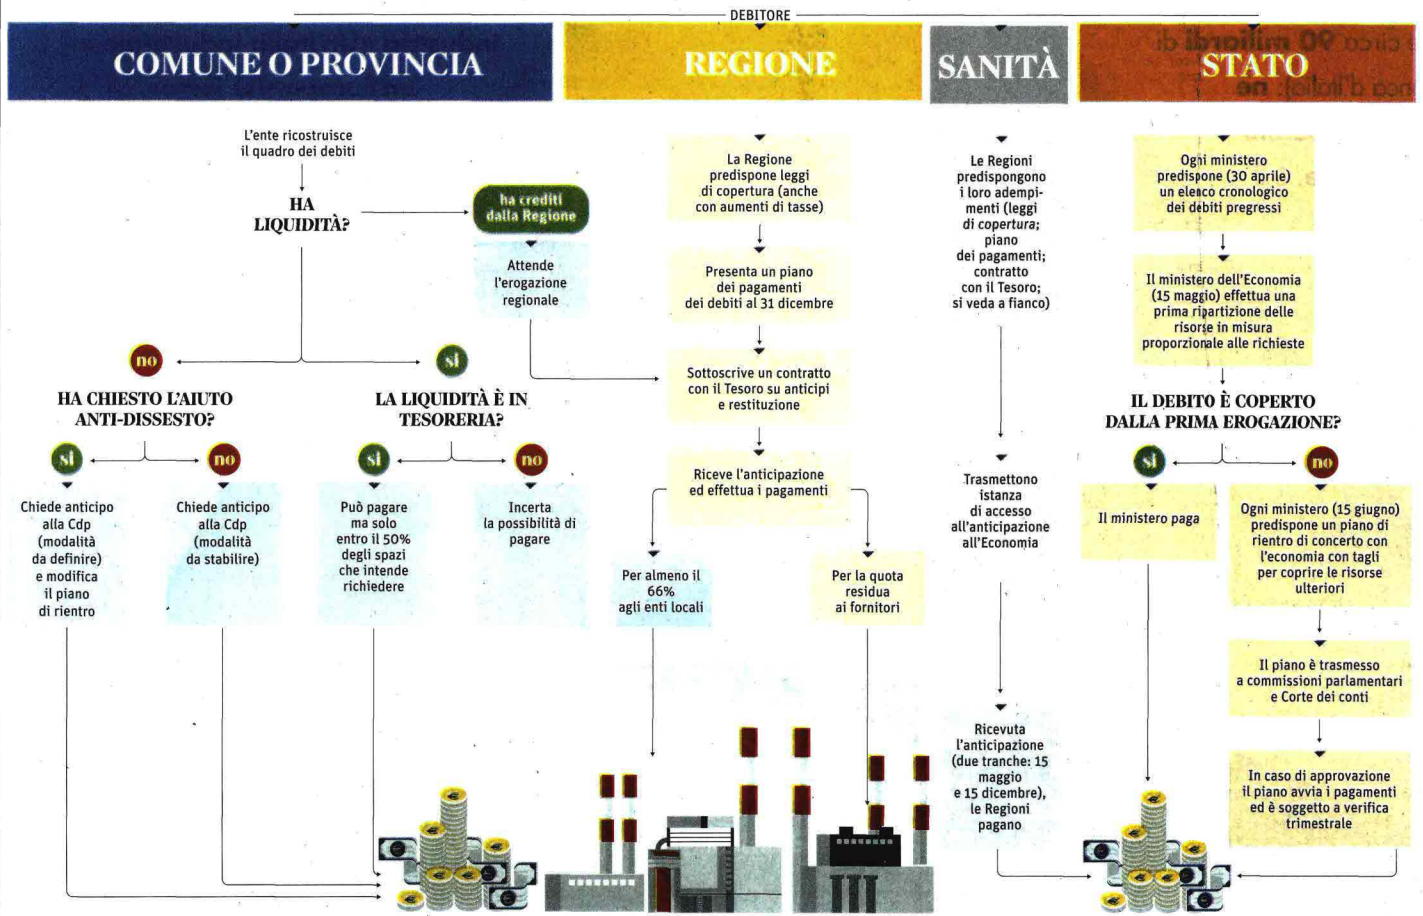 DEBITORE
COMUNE O PROVINCIA
REGIONE
SANITÀ
STATO
L'ente ricostruisce
il quadro dei debiti
HA
LIQUIDITÀ?
ha crediti
dalla Regione
Attende
l'erogazione
regionale
no
si
HA CHIESTO L'AIUTO
ANTI-DISSESTO?
LA LIQUIDITÀ È IN
TESORERIA?
si
no
si
no
Chiede anticipo
alla Cdp
(modalità
da definire)
e modifica
il piano
di rientro
Chiede anticipo
alla Cdp
(modalità
da stabilire)
Può pagare
ma solo
entro il 50%
degli spazi
che intende
richiedere
Incerta
la possibilità di
pagare
La Regione
predispone leggi
di copertura (anche
con aumenti di tasse)
Presenta un piano
dei pagamenti
dei debiti al 31 dicembre
Sottoscrive un contratto
con il Tesoro su anticipi
e restituzione
Riceve l'anticipazione
ed effettua i pagamenti
Per almeno il
66%
agli enti locali
Per la quota
residua
ai fornitori
Le Regioni
predispongono
i loro adempi-
menti (leggi
di copertura;
piano
dei pagamenti;
contratto
con il Tesoro;
si veda a fianco)
Trasmettono
istanza
di accesso
all'anticipazione
all'Economia
Ricevuta
l'anticipazione
(due tranche: 15
maggio
e 15 dicembre),
le Regioni
pagano
Ogni ministero
predispone (30 aprile)
un elenco cronologico
dei debiti pregressi
Il ministero dell'Economia
(15 maggio) effettua una
prima ripartizione delle
risorse in misura
proporzionale alle richieste
IL DEBITO È COPERTO
DALLA PRIMA EROGAZIONE?
si
no
Il ministero paga
Ogni ministero (15 giugno)
predispone un piano di
rientro di concerto con
l'economia con tagli
per coprire le risorse
ulteriori
Il piano è trasmesso
a commissioni parlamentari
e Corte dei conti
In caso di approvazione
il piano avvia i pagamenti
ed è soggetto a verifica
trimestrale